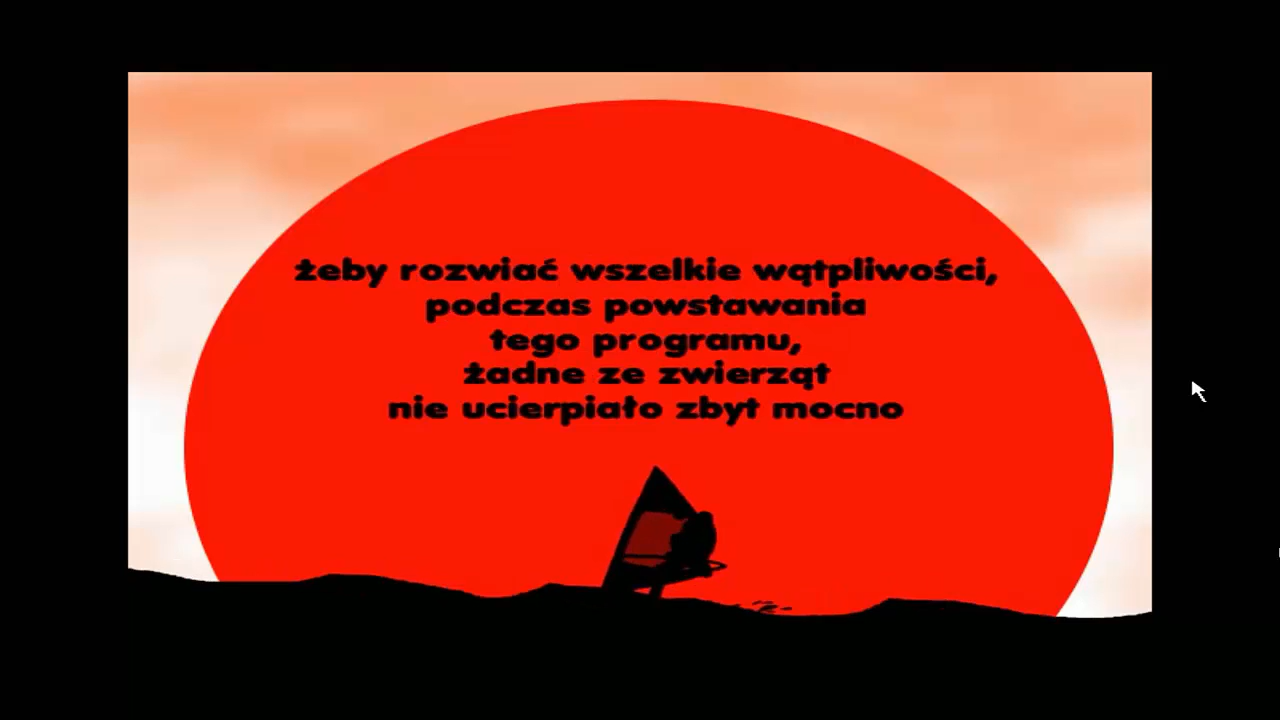 żeby rozwiać wszelkie wątpliwości,
podczas powstawania
tego programu,
żadne ze zwierząt
nie ucierpiało zbyt mocno